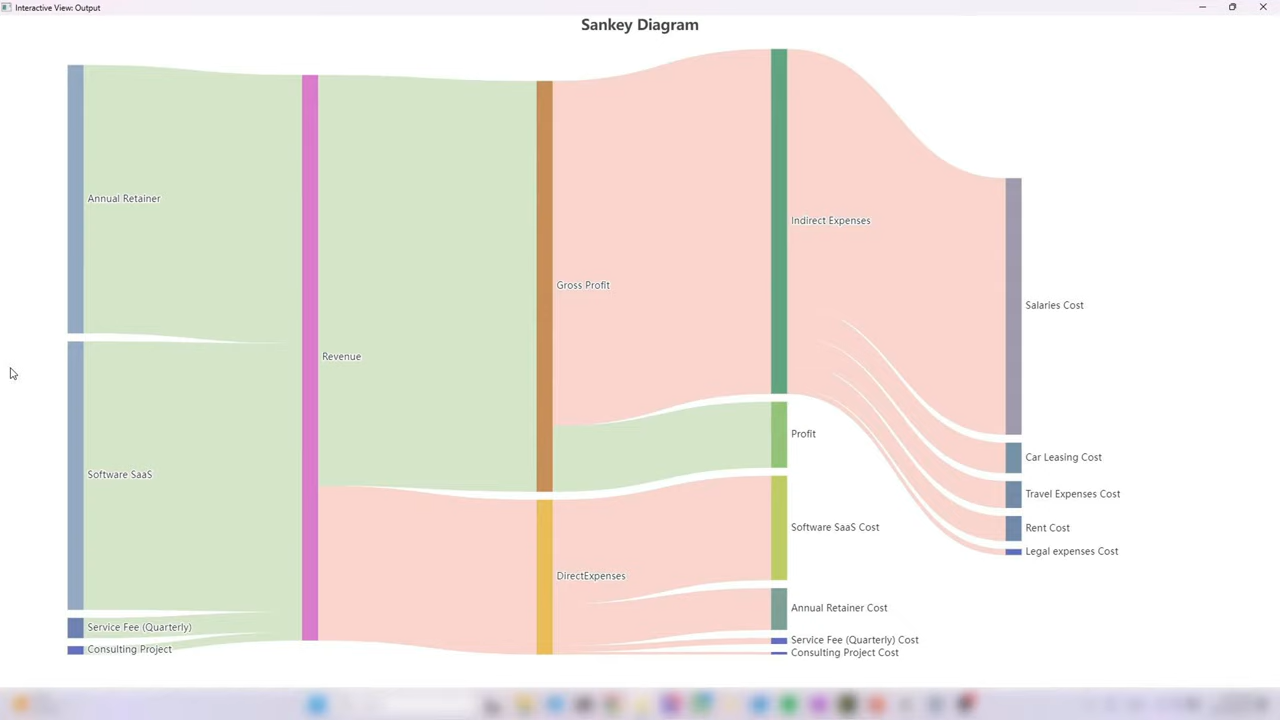 Interactive View: Output
Sankey Diagram
Annual Retainer
Software SaaS
Service Fee (Quarterly)
Consulting Project
Revenue
Gross Profit
DirectExpenses
Indirect Expenses
Profit
Software SaaS Cost
Annual Retainer Cost
Service Fee (Quarterly) Cost
Consulting Project Cost
Salaries Cost
Car Leasing Cost
Travel Expenses Cost
Rent Cost
Legal expenses Cost